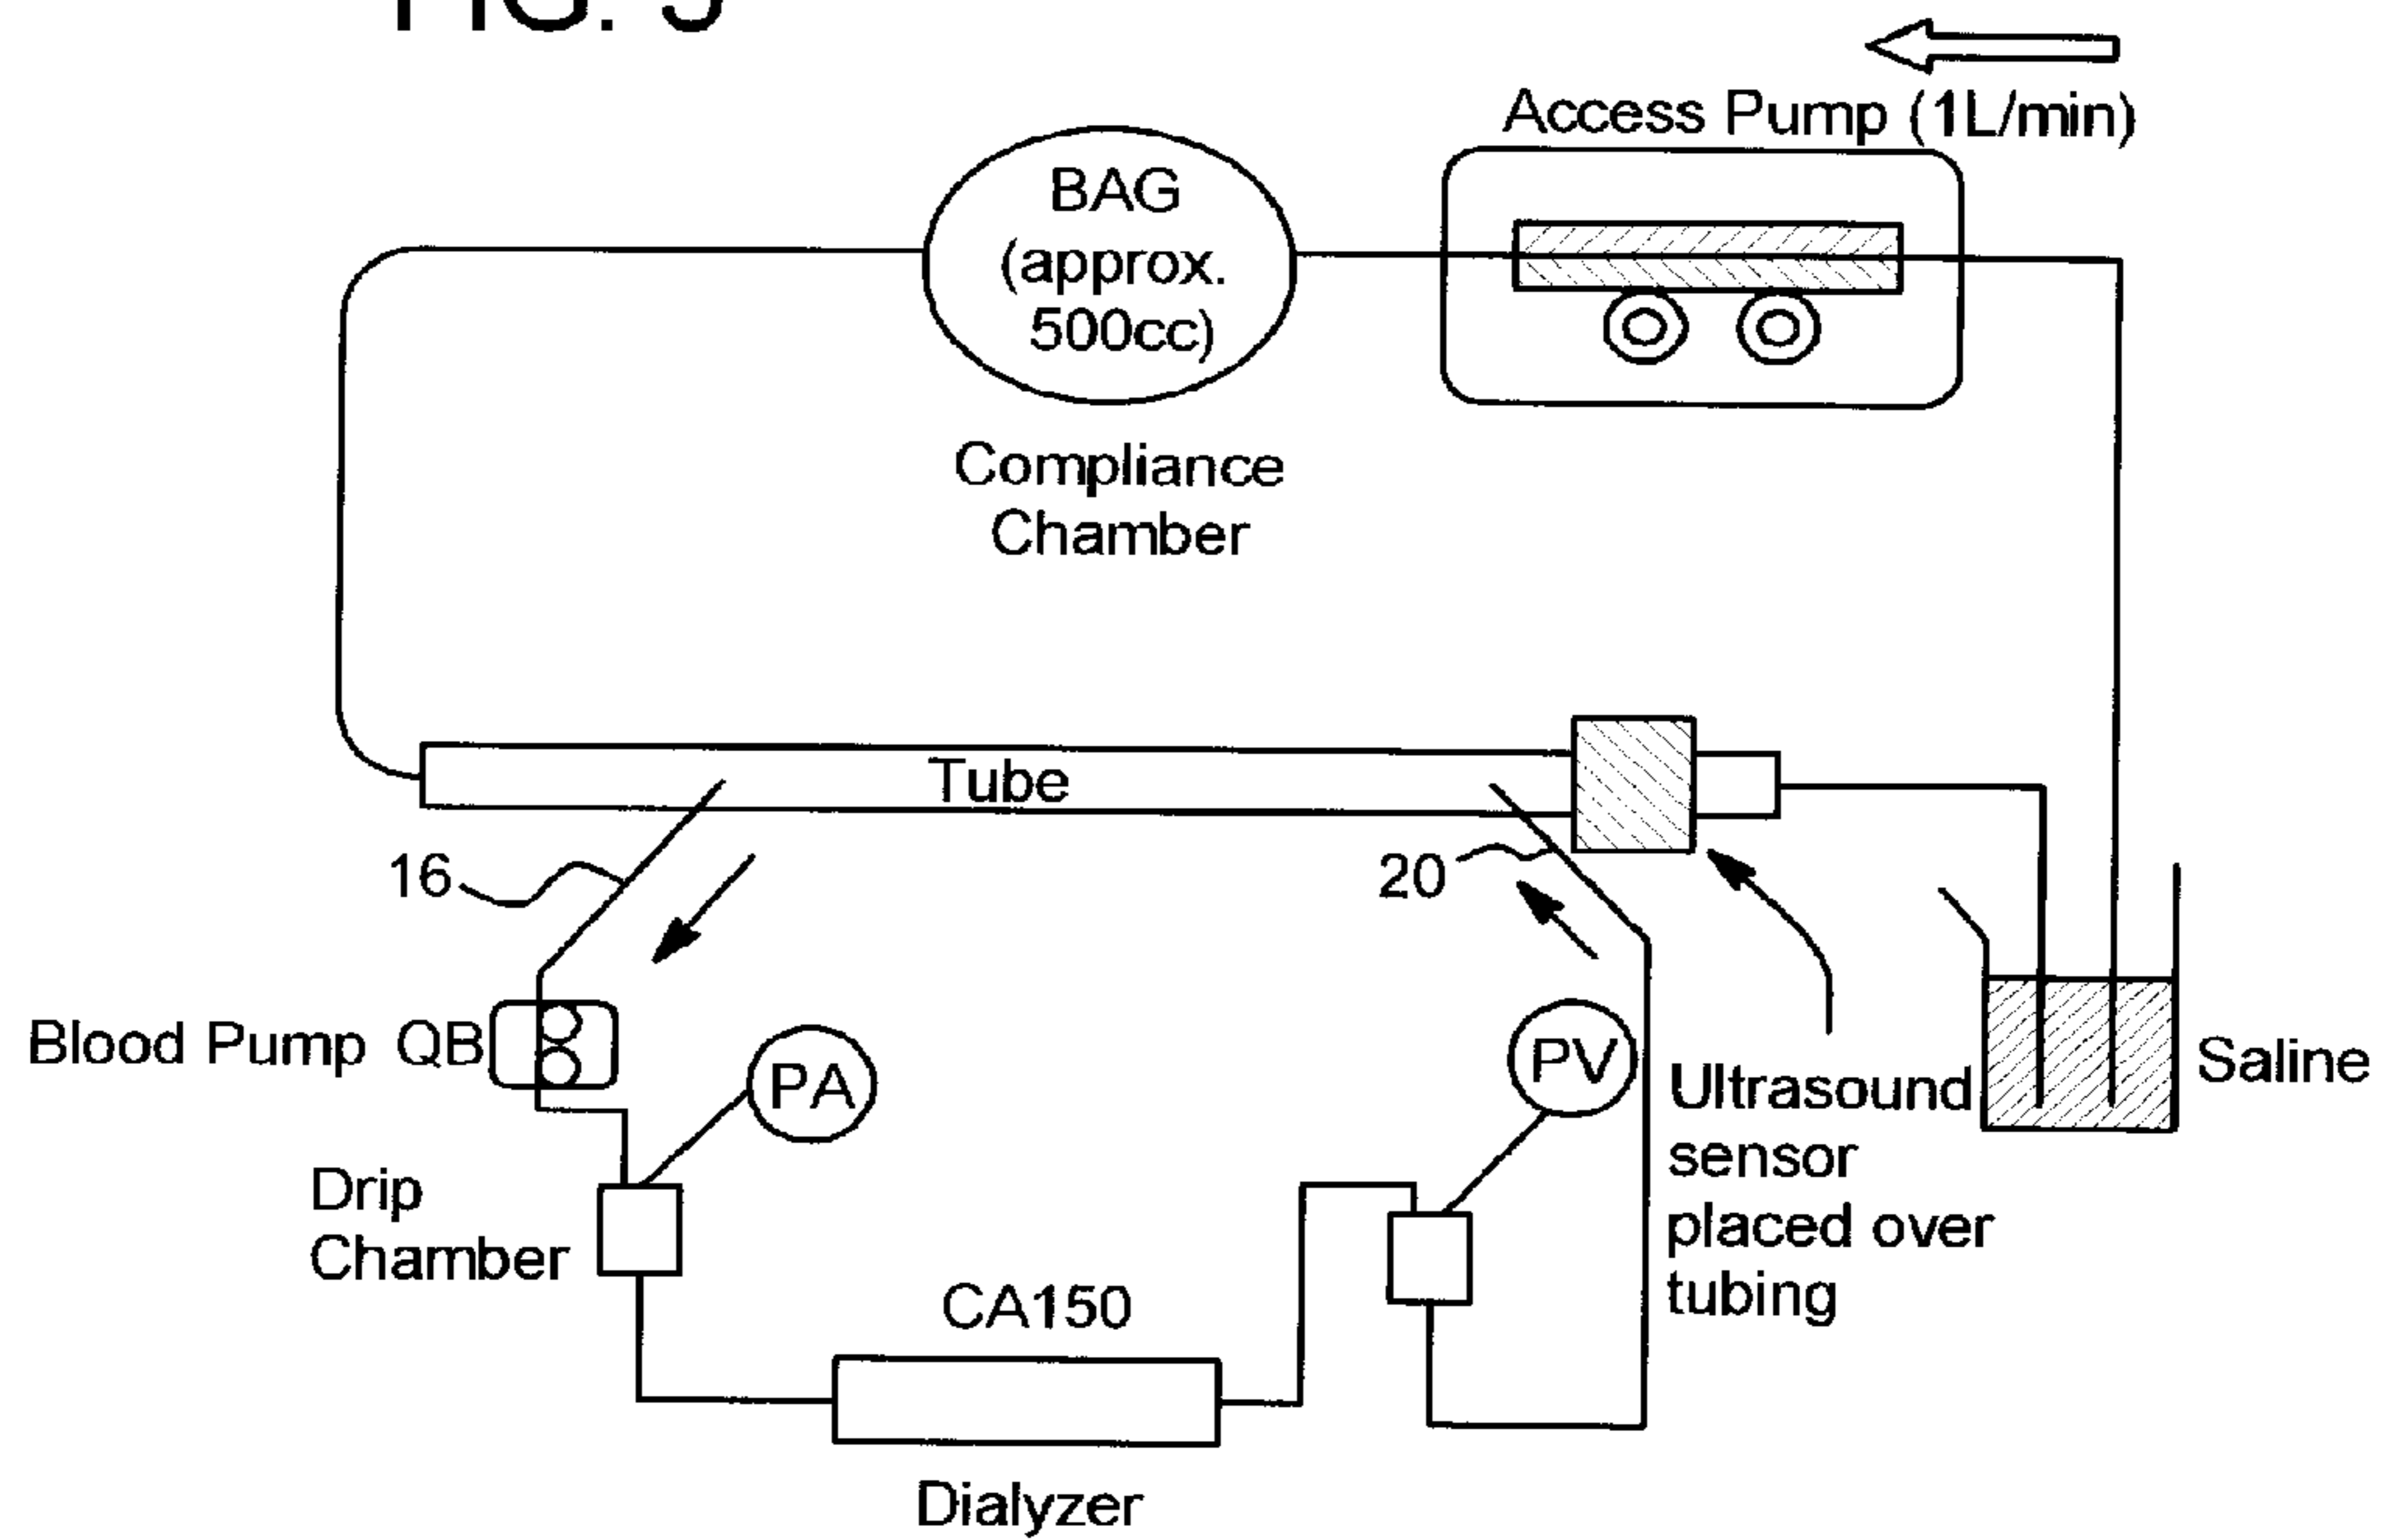 FIG. 5
Access Pump (1L/min)
BAG
(approx.
500cc)
Compliance
Chamber
Tube
16
20
Blood Pump QB
PA
PV
Saline
Ultrasound
sensor
placed over
tubing
Drip
Chamber
CA150
Dialyzer